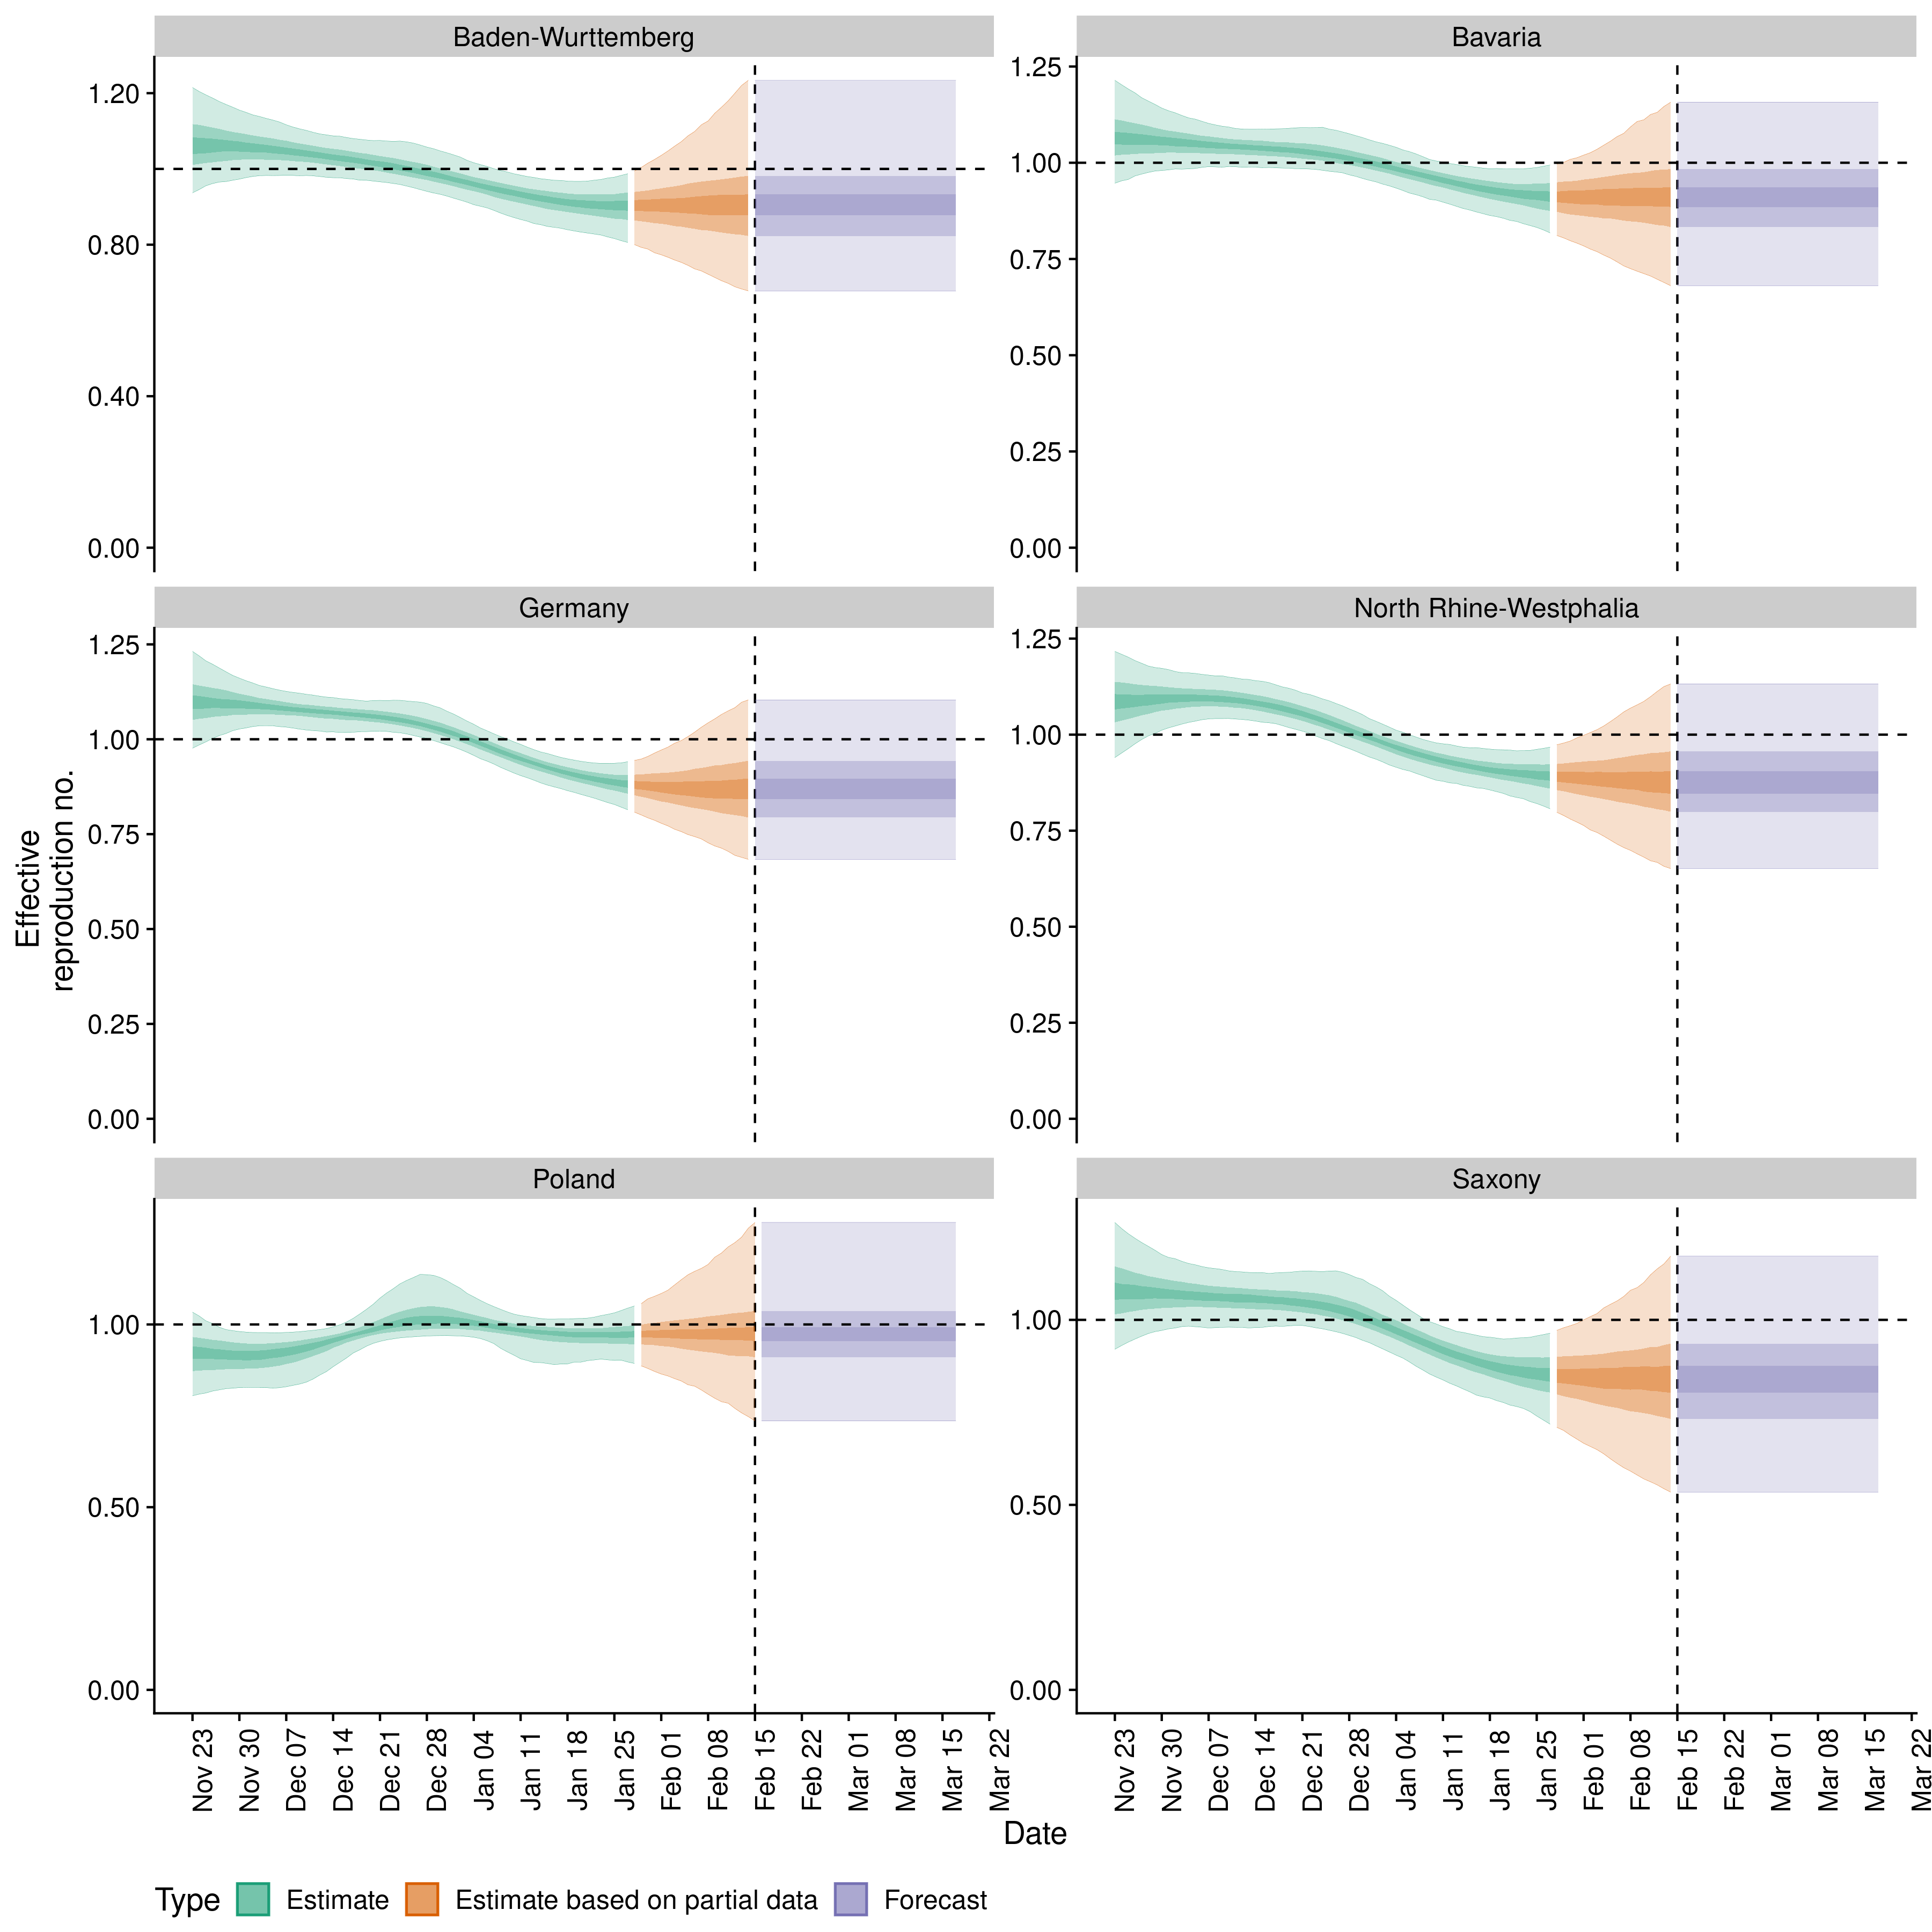 Baden-Wurttemberg
Bavaria
1.20
0.80
0.40
0.00
1.25
1.00
0.75
0.50
0.25
0.00
Germany
North Rhine-Westphalia
1.25
1.00
0.75
0.50
0.25
0.00
1.25
1.00
0.75
0.50
0.25
0.00
Effective
reproduction no.
Poland
Saxony
1.00
0.50
0.00
1.00
0.50
0.00
Nov 23
Nov 30
Dec 07
Dec 14
Dec 21
Dec 28
Jan 04
Jan 11
Jan 18
Jan 25
Feb 01
Feb 08
Feb 15
Feb 22
Mar 01
Mar 08
Mar 15
Mar 22
Nov 23
Nov 30
Dec 07
Dec 14
Dec 21
Dec 28
Jan 04
Jan 11
Jan 18
Jan 25
Feb 01
Feb 08
Feb 15
Feb 22
Mar 01
Mar 08
Mar 15
Mar 22
Date
Type
Estimate
Estimate based on partial data
Forecast